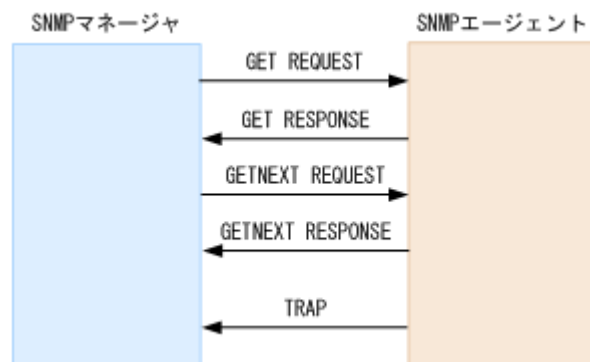 SNMPマネージャ
SNMPエージェント
GET REQUEST
GET RESPONSE
GETNEXT REQUEST
GETNEXT RESPONSE
TRAP